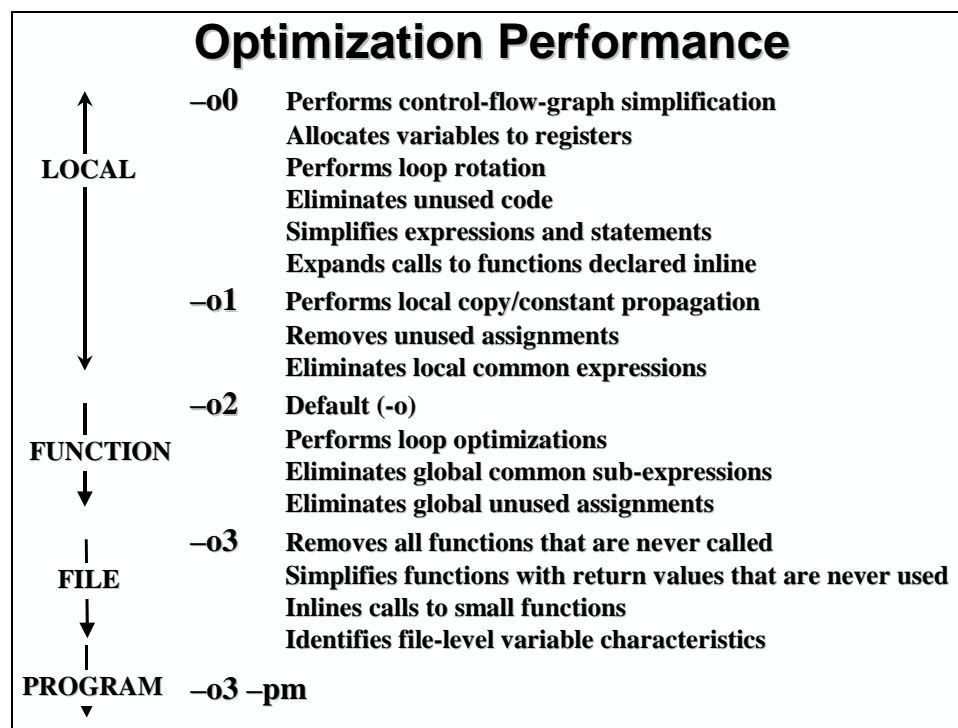 Optimization Performance
–o0 Performs control-flow-graph simplification
Allocates variables to registers
LOCAL Performs loop rotation
Eliminates unused code
Simplifies expressions and statements
Expands calls to functions declared inline
–o1 Performs local copy/constant propagation
Removes unused assignments
Eliminates local common expressions
–o2 Default (-o)
Performs loop optimizations
FUNCTION
Eliminates global common sub-expressions
Eliminates global unused assignments
–o3 Removes all functions that are never called
FILE Simplifies functions with return values that are never used
Inlines calls to small functions
Identifies file-level variable characteristics
PROGRAM –o3 –pm